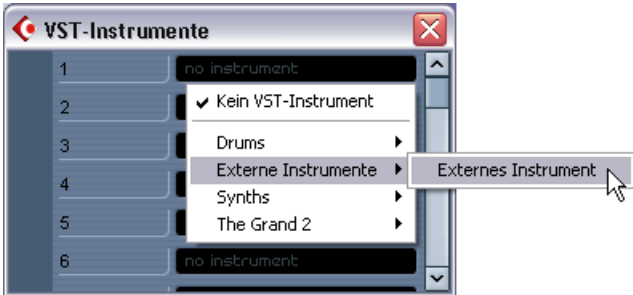 VST-Instrumente
1 no instrument
2
✔ Kein VST-Instrument
3 Drums
Externe Instrumente Externes Instrument
4
Synths
5 The Grand 2
6 no instrument